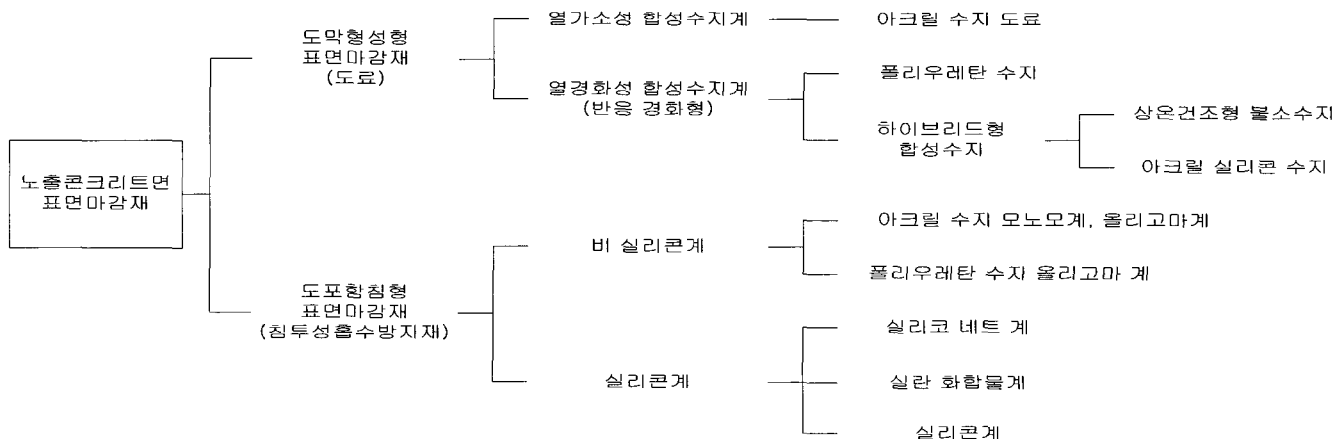 노출콘크리트면
표면마감재
도막형성형
표면마감재
(도료)
열가소성 합성수지계
아크릴 수지 도료
열경화성 합성수지계
(반응 경화형)
폴리우레탄 수지
하이브리드형
합성수지
상온건조형 불소수지
아크릴 실리콘 수지
도포함침형
표면마감재
(침투성흡수방지재)
비 실리콘계
아크릴 수지 모노모계, 올리고마계
폴리우레탄 수지 올리고마 계
실리콘계
실리코 네트 계
실란 화합물계
실리콘계